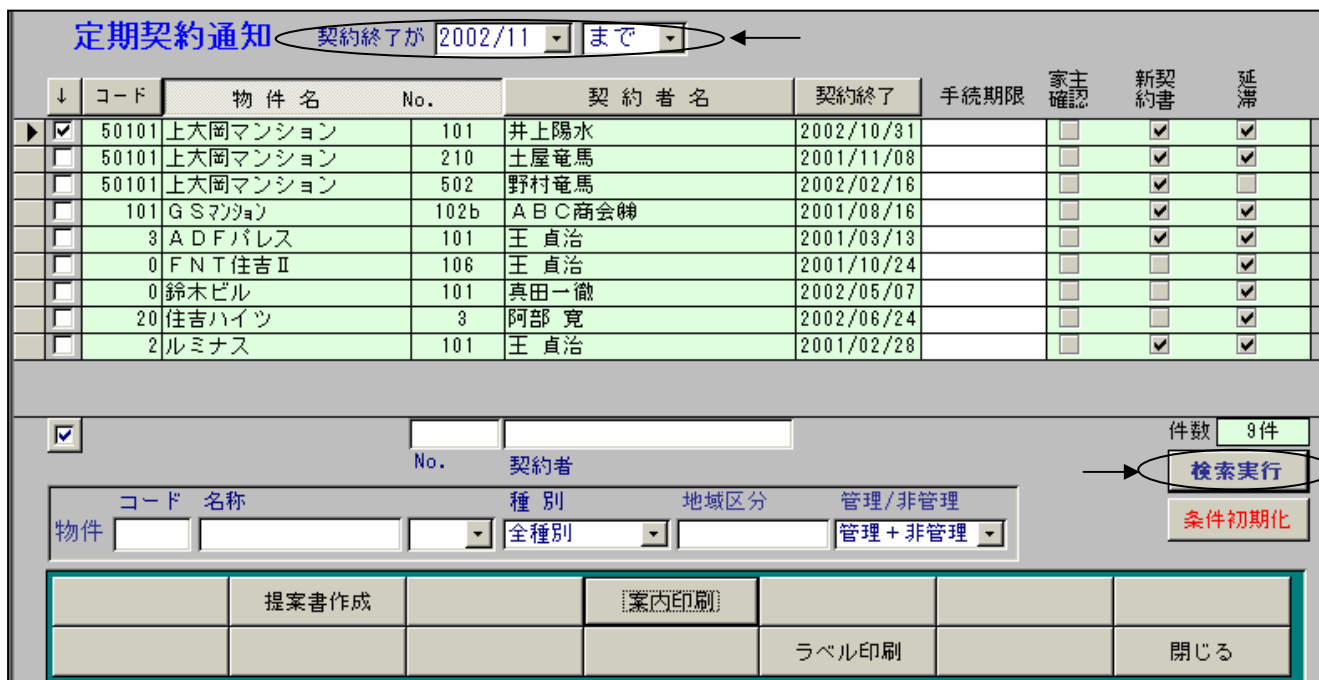 定期契約通知 契約終了が 2002/11 まで
↓ コード 物件名 No. 契約者名 契約終了 手続期限 家主確認 新契約書 延滞
50101 上大岡マンション 101 井上陽水 2002/10/31
50101 上大岡マンション 210 土屋竜馬 2001/11/08
50101 上大岡マンション 502 野村竜馬 2002/02/16
101 GSマンション 102b ABC商会㈱ 2001/08/16
3 ADFパレス 101 王 貞治 2001/03/13
0 FNT住吉Ⅱ 106 王 貞治 2001/10/24
0 鈴木ビル 101 真田一徹 2002/05/07
20 住吉ハイツ 3 阿部 寛 2002/06/24
2 ルミナス 101 王 貞治 2001/02/28
件数 9件
No. 契約者
検索実行
コード 名称 種別 地域区分 管理/非管理
物件 全種別 管理+非管理
条件初期化
提案書作成 案内印刷
ラベル印刷 閉じる